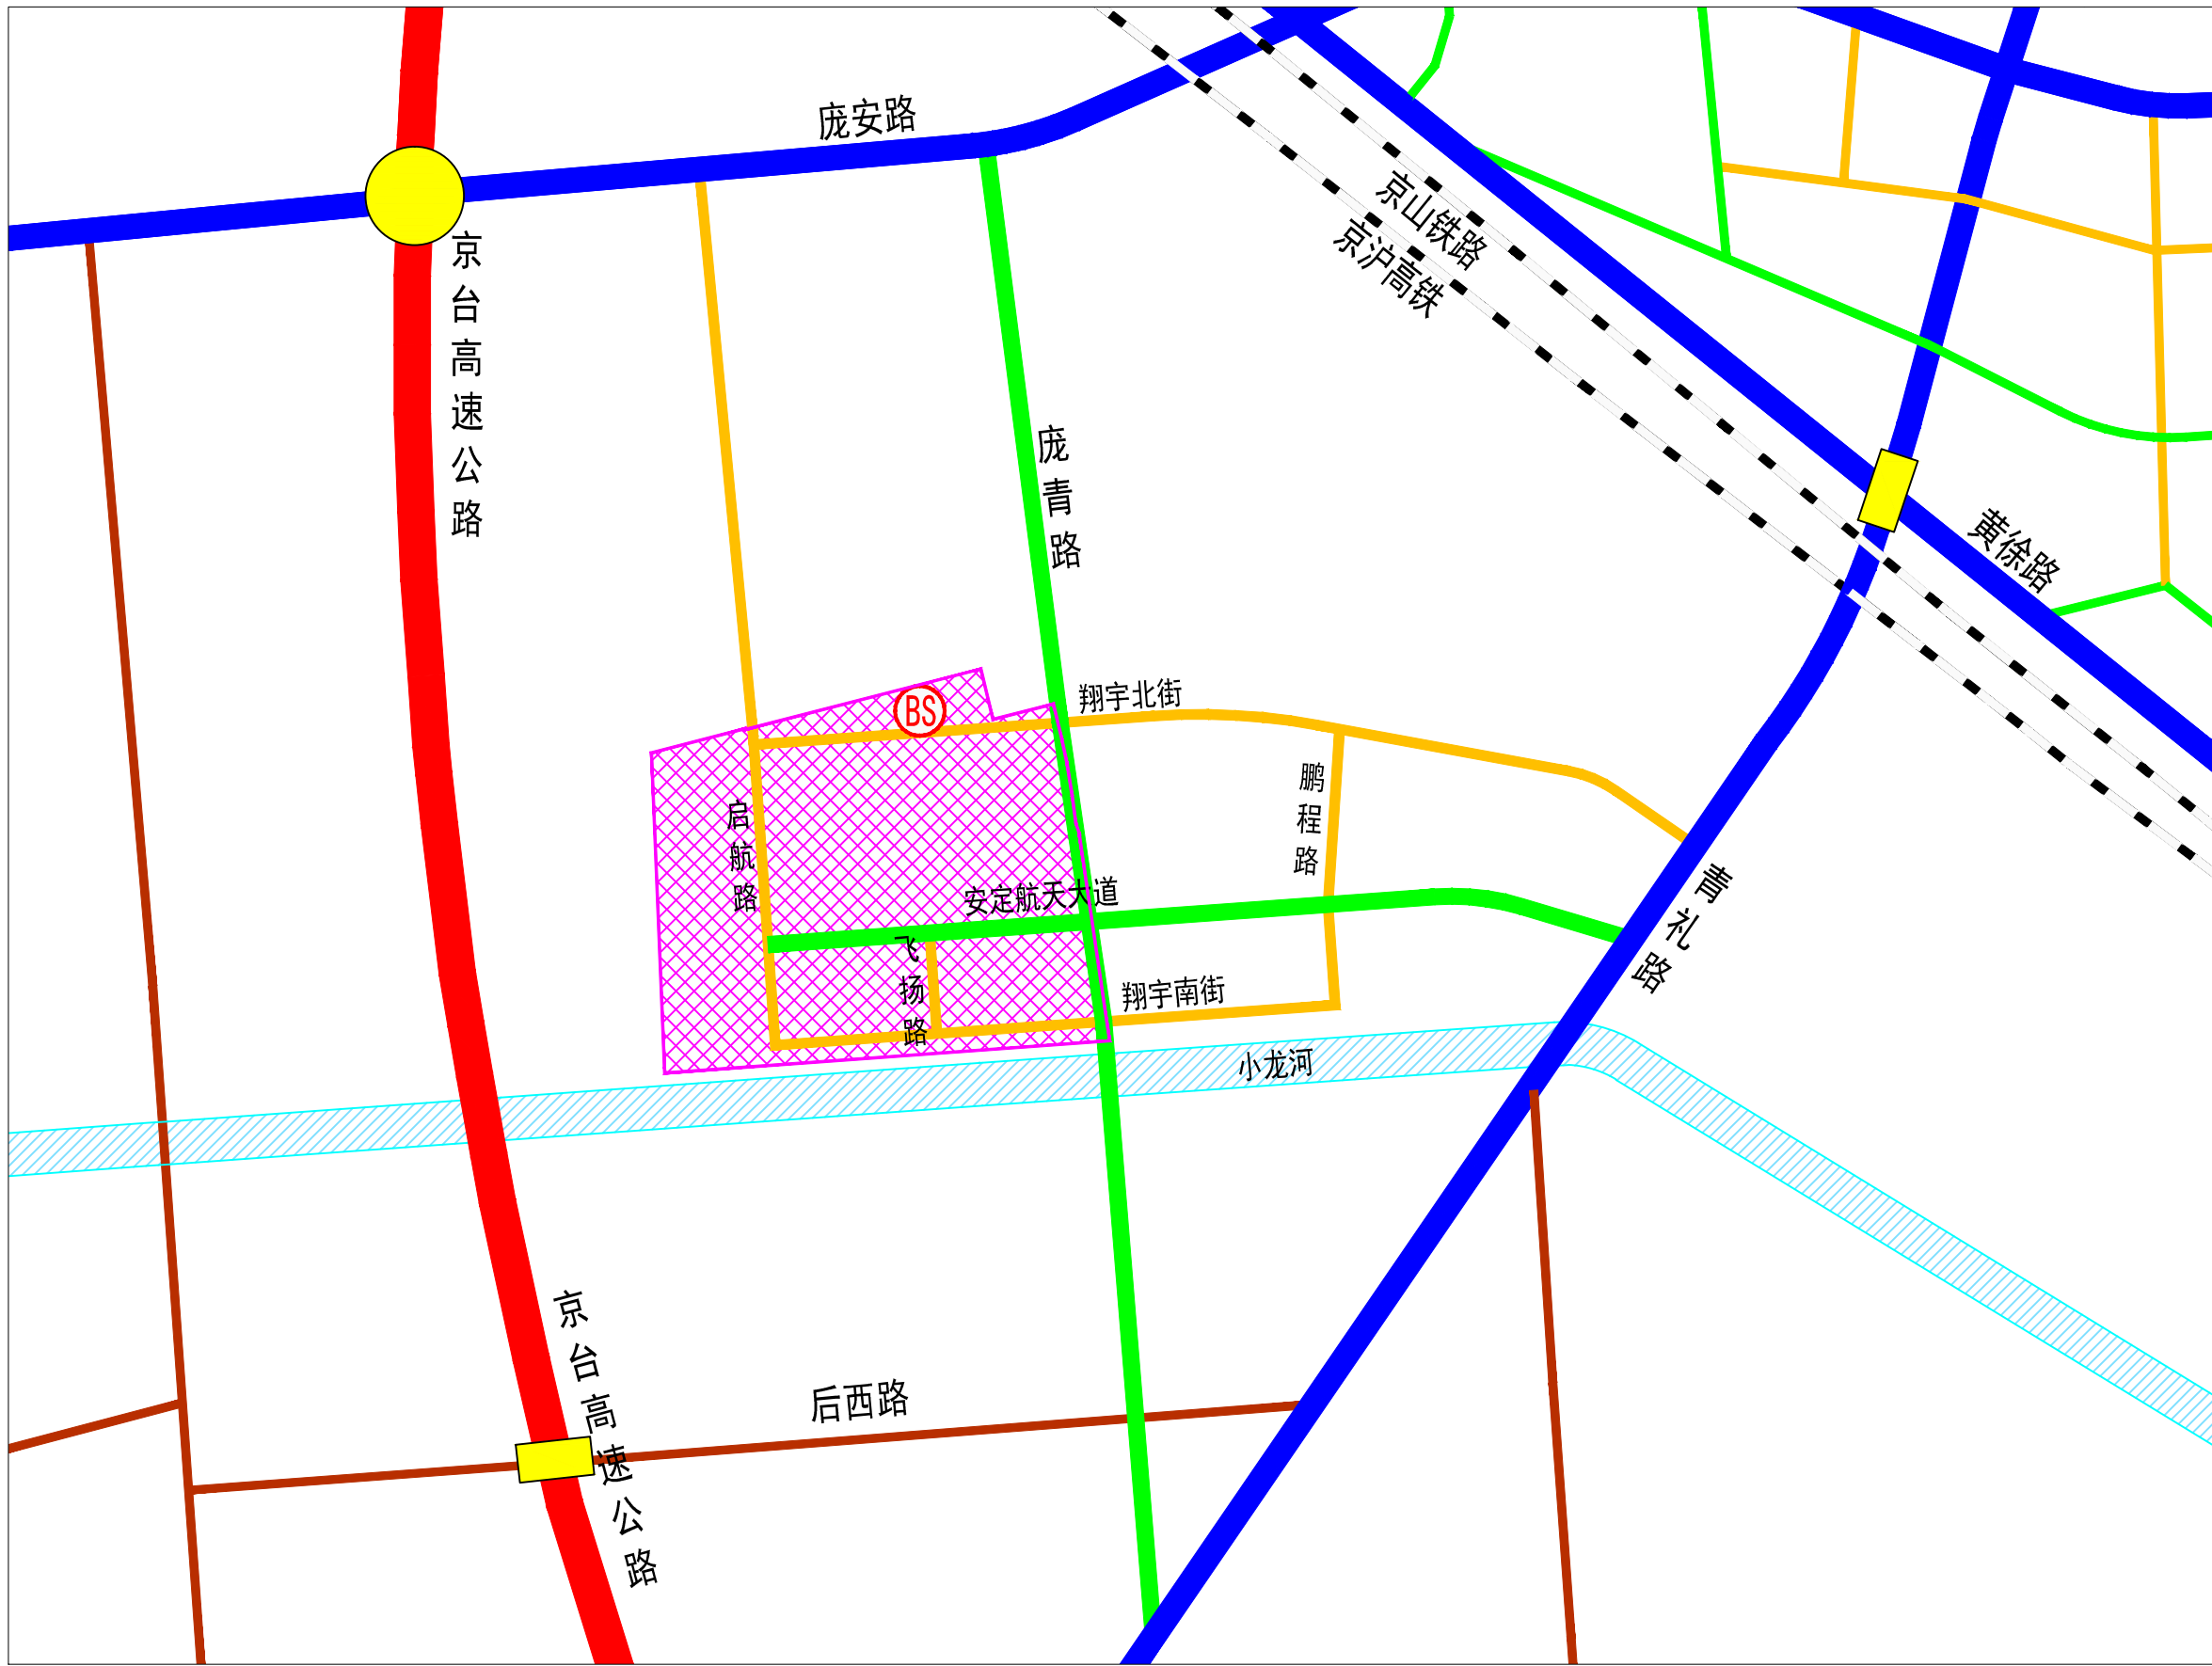 庞安路
京台高速公路
京山铁路
京沪高铁
庞青路
黄徐路
翔宇北街
BS
启航路
鹏程路
安定航天大道
飞扬路
翔宇南街
青礼路
小龙河
京台高速公路
后西路